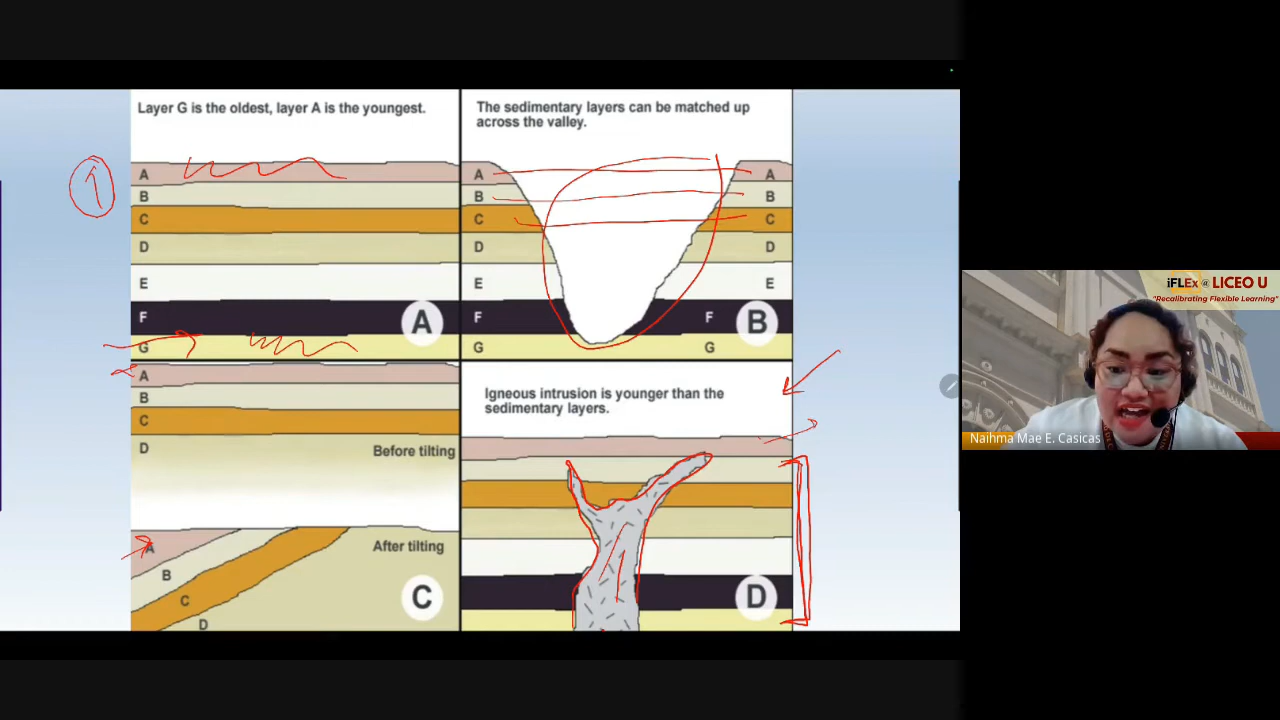 Layer G is the oldest, layer A is the youngest.
1
A
B
C
D
E
F
G
A
The sedimentary layers can be matched up
across the valley.
A A
B B
C C
D D
E E
F F
G G
B
A
B
C
D
Before tilting
A
B
C
D
After tilting
C
Igneous intrusion is younger than the
sedimentary layers.
D
iFLEx @ LICEO U
"Recalibrating Flexible Learning"
Naihma Mae E. Casicas